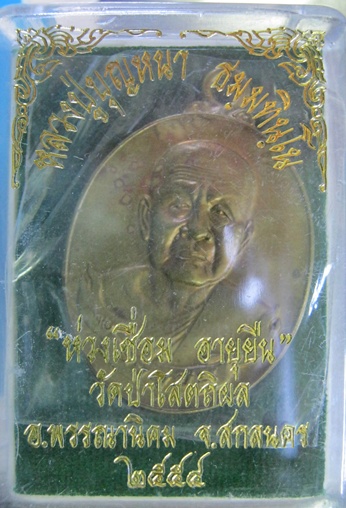 หลวงปู่บุญหนา ธมฺมทินฺโน
"ห่วงเชื่อม อายุยืน"
วัดป่าโสตถิผล
อ.พรรณานิคม จ.สกลนคร
๒๕๕๔